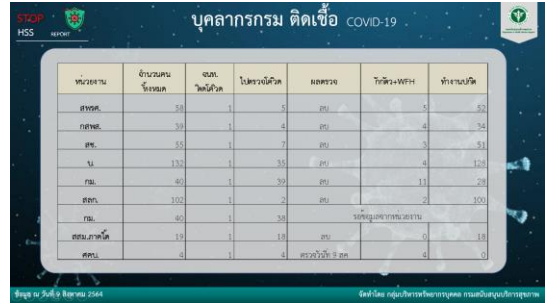 STOP
HSS REPORT
บุคลากรกรม ติดเชื้อ COVID-19
หน่วยงาน จำนวนคนทั้งหมด จนท.ติดโควิด ไปตรวจโควิด ผลตรวจ กักตัว+WFH ทำงานปกติ
สพรศ. 58 1 5 ลบ 5 52
กสพส. 39 1 4 ลบ 4 34
สช. 55 1 7 ลบ 3 51
บ. 132 1 35 ลบ 4 128
กม. 40 1 39 ลบ 11 28
สลก. 102 1 2 ลบ 2 100
กม. 40 1 38 รอข้อมูลจากหน่วยงาน
สสม.ภาคใต้ 19 1 18 ลบ 0 18
ศคบ. 4 1 4 ตรวจวันที่ 9 สค 4 0
ข้อมูล ณ วันที่ 9 สิงหาคม 2564
จัดทำโดย กลุ่มบริหารทรัพยากรบุคคล กรมสนับสนุนบริการสุขภาพ